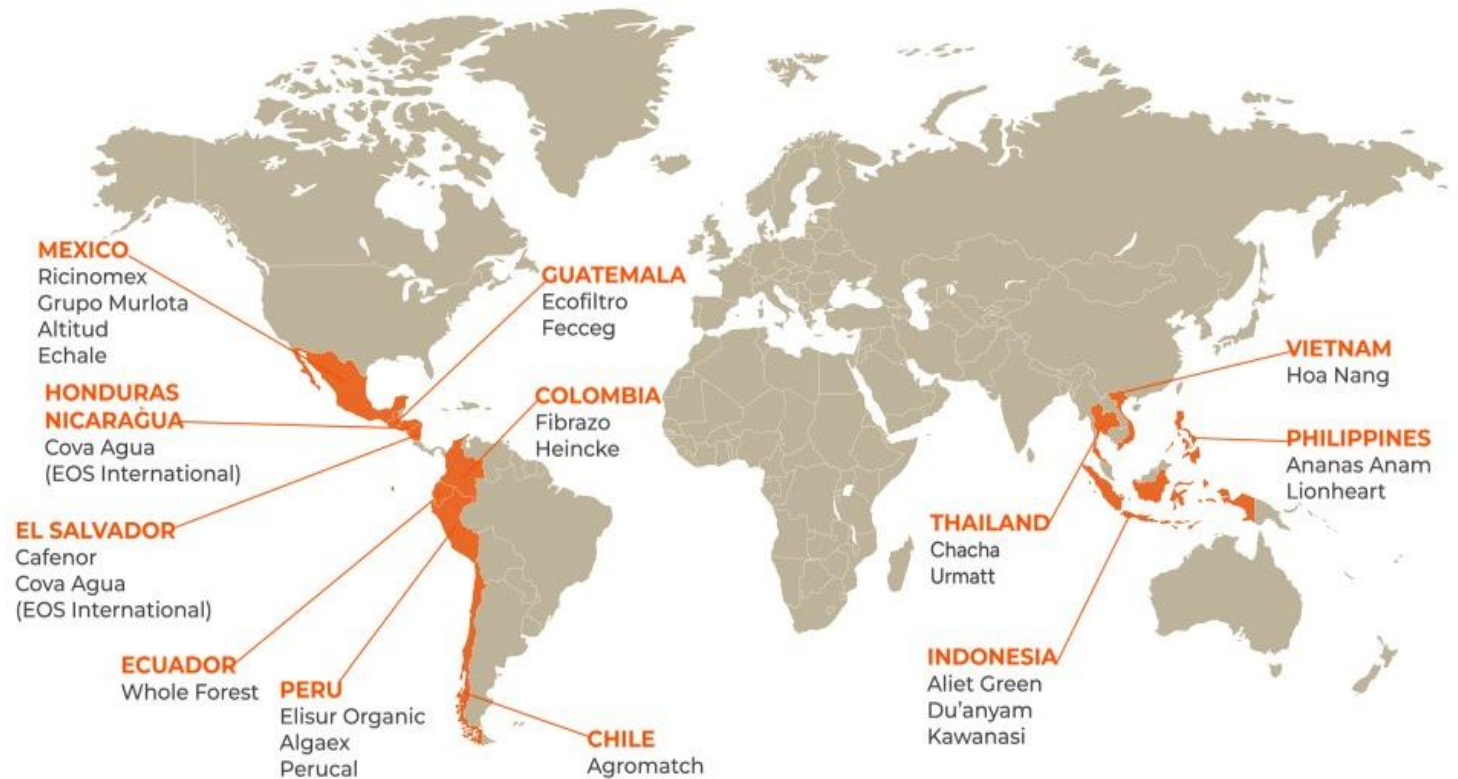 MEXICO
Ricinomex
Grupo Murlota
Altitud
Echale
GUATEMALA
Ecofiltro
Fecceg
HONDURAS
NICARAGUA
Cova Agua
(EOS International)
COLOMBIA
Fibrazo
Heincke
EL SALVADOR
Cafenor
Cova Agua
(EOS International)
ECUADOR
Whole Forest
PERU
Elisur Organic
Algaex
Perucal
CHILE
Agromatch
VIETNAM
Hoa Nang
PHILIPPINES
Ananas Anam
Lionheart
THAILAND
Chacha
Urmatt
INDONESIA
Aliet Green
Du’anyam
Kawanasi